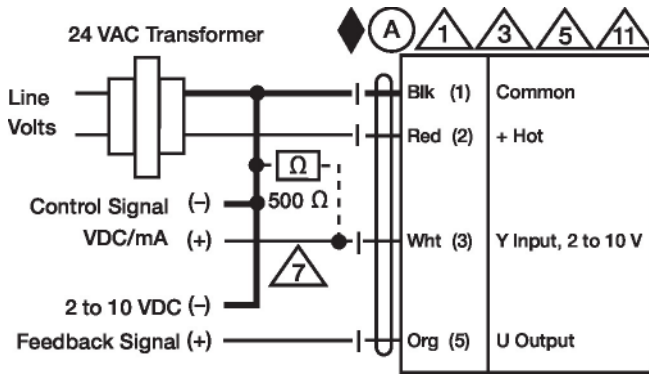 24 VAC Transformer
A 1 3 5 11
Line
Volts
Blk (1) Common
Red (2) + Hot
Ω
500 Ω
Control Signal (–)
VDC/mA (+)
Wht (3) Y Input, 2 to 10 V
7
2 to 10 VDC (–)
Feedback Signal (+)
Org (5) U Output